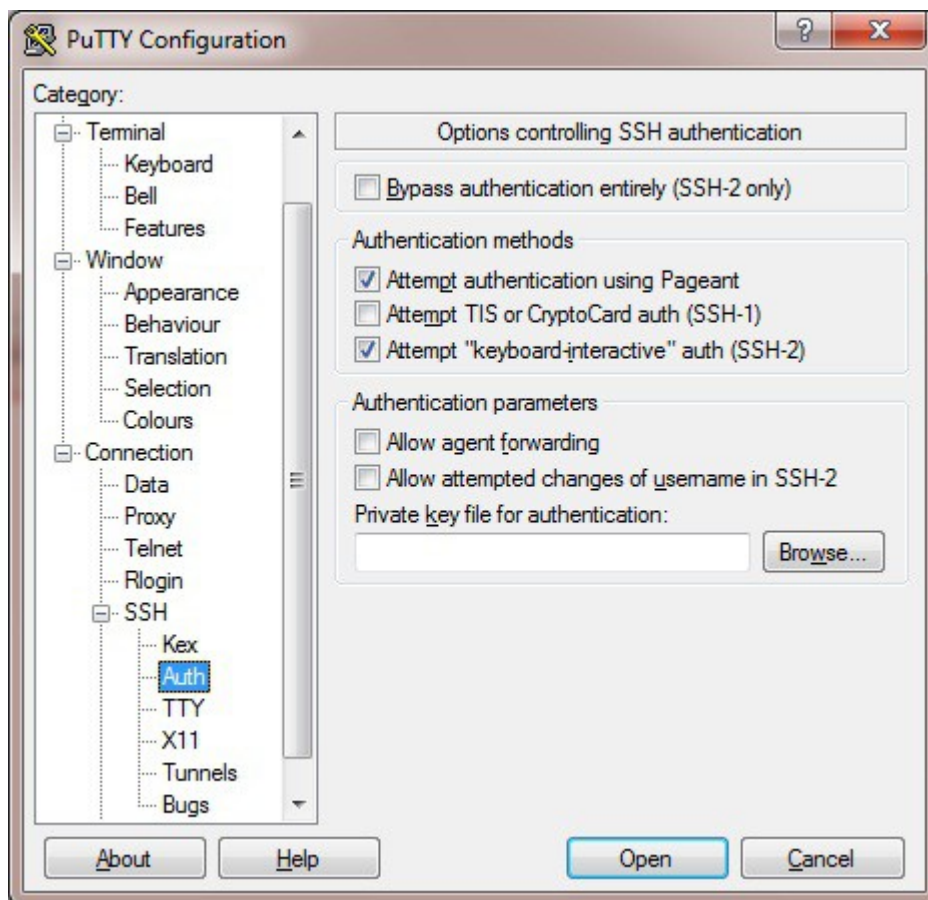 PuTTY Configuration
Category:
Terminal
Keyboard
Bell
Features
Window
Appearance
Behaviour
Translation
Selection
Colours
Connection
Data
Proxy
Telnet
Rlogin
SSH
Kex
Auth
TTY
X11
Tunnels
Bugs
Options controlling SSH authentication
Bypass authentication entirely (SSH-2 only)
Authentication methods
Attempt authentication using Pageant
Attempt TIS or CryptoCard auth (SSH-1)
Attempt "keyboard-interactive" auth (SSH-2)
Authentication parameters
Allow agent forwarding
Allow attempted changes of username in SSH-2
Private key file for authentication:
Browse...
About
Help
Open
Cancel